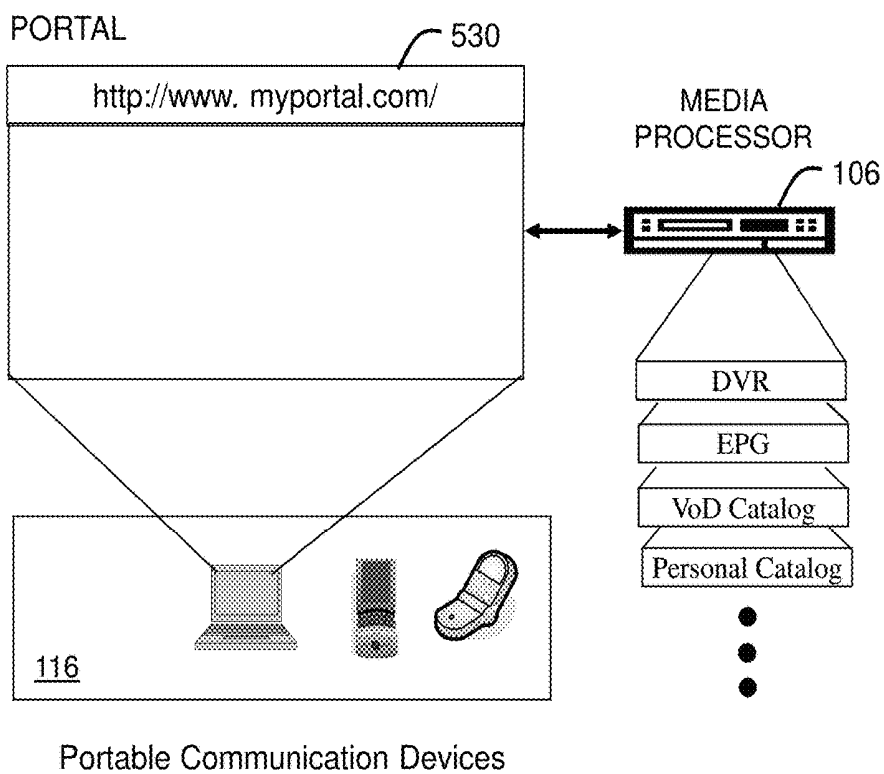 PORTAL
530
http://www. myportal.com/
MEDIA
PROCESSOR
106
DVR
EPG
VoD Catalog
Personal Catalog
116
Portable Communication Devices